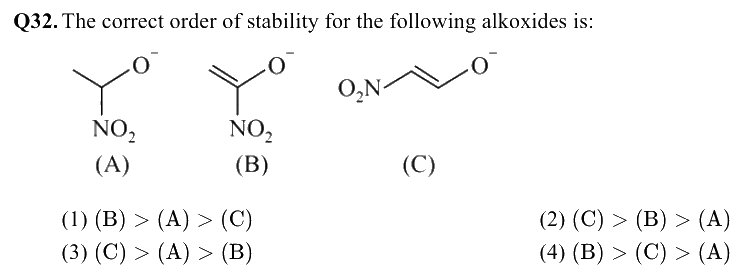 Q32. The correct order of stability for the following alkoxides is:
O⁻ O⁻ O⁻
O₂N
NO₂ NO₂
(A) (B) (C)
(1) (B) > (A) > (C) (2) (C) > (B) > (A)
(3) (C) > (A) > (B) (4) (B) > (C) > (A)